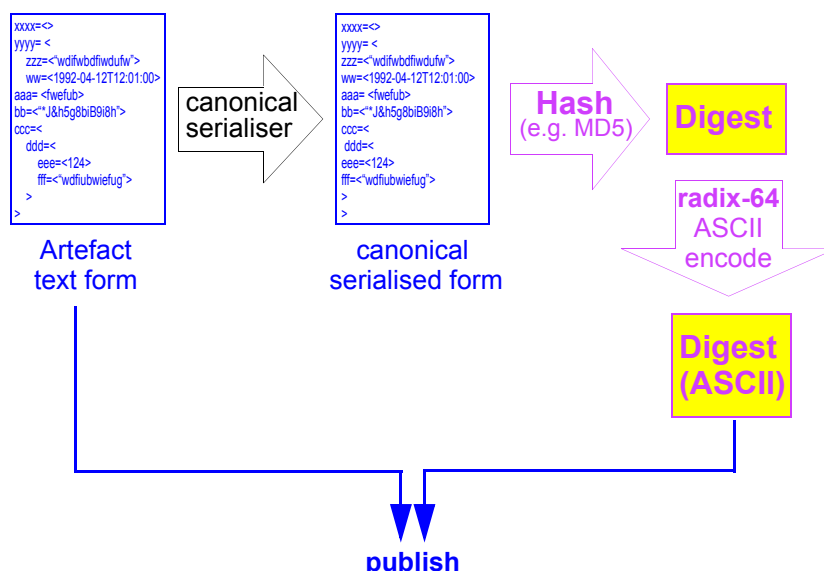 xxxx=<>
yyyy= <
zzz=<“wdifwbdfiwdufw”>
ww=<1992-04-12T12:01:00>
aaa= <fwefub>
bb=<“*J&h5g8biB9i8h”>
ccc=<
ddd=<
eee=<124>
fff=<“wdfiubwiefug”>
>
>
Artefact
text form
canonical
serialiser
xxxx=<>
yyyy= <
zzz=<“wdifwbdfiwdufw”>
ww=<1992-04-12T12:01:00>
aaa= <fwefub>
bb=<“*J&h5g8biB9i8h”>
ccc=<
ddd=<
eee=<124>
fff=<“wdfiubwiefug”>
>
>
canonical
serialised form
Hash
(e.g. MD5)
Digest
radix-64
ASCII
encode
Digest
(ASCII)
publish